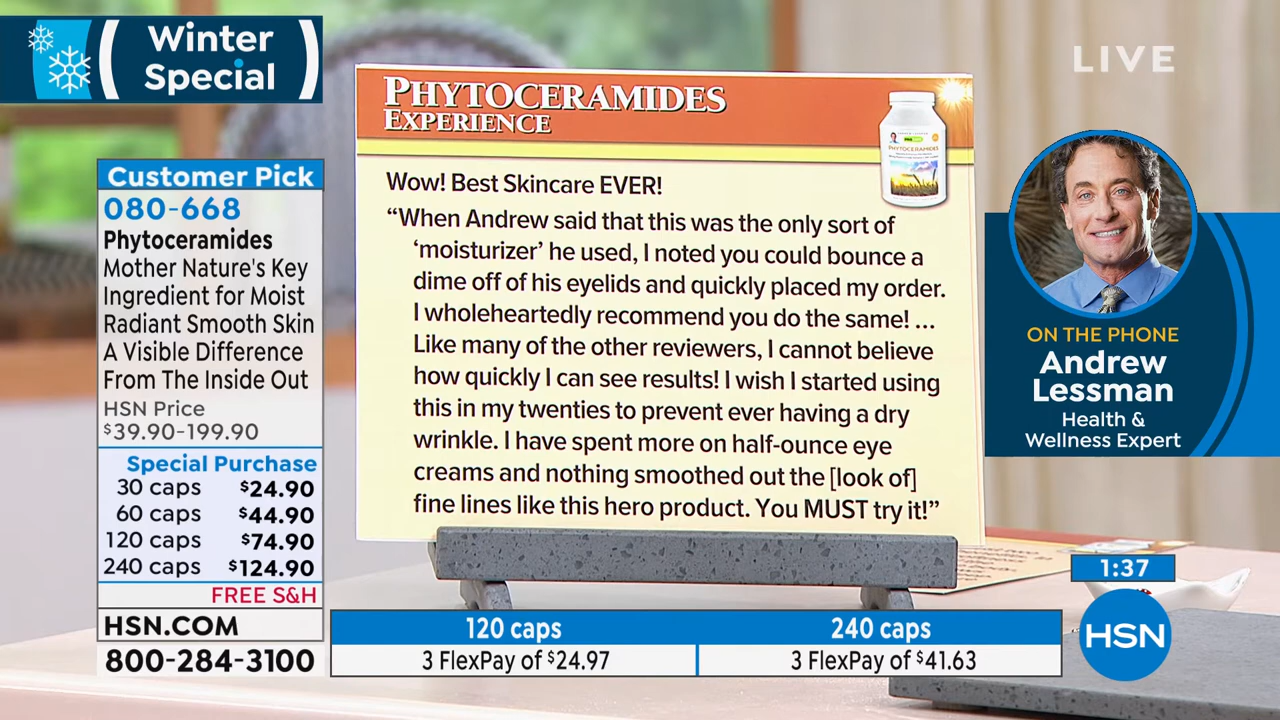 Winter
Special
LIVE
PHYTOCERAMIDES
EXPERIENCE
PHYTOCERAMIDES
Wow! Best Skincare EVER!
“When Andrew said that this was the only sort of
‘moisturizer’ he used, I noted you could bounce a
dime off of his eyelids and quickly placed my order.
I wholeheartedly recommend you do the same! ...
Like many of the other reviewers, I cannot believe
how quickly I can see results! I wish I started using
this in my twenties to prevent ever having a dry
wrinkle. I have spent more on half-ounce eye
creams and nothing smoothed out the [look of]
fine lines like this hero product. You MUST try it!”
Customer Pick
080-668
Phytoceramides
Mother Nature's Key
Ingredient for Moist
Radiant Smooth Skin
A Visible Difference
From The Inside Out
HSN Price
$39.90-199.90
Special Purchase
30 caps $24.90
60 caps $44.90
120 caps $74.90
240 caps $124.90
FREE S&H
HSN.COM
800-284-3100
ON THE PHONE
Andrew
Lessman
Health &
Wellness Expert
1:37
HSN
120 caps 240 caps
3 FlexPay of $24.97 3 FlexPay of $41.63